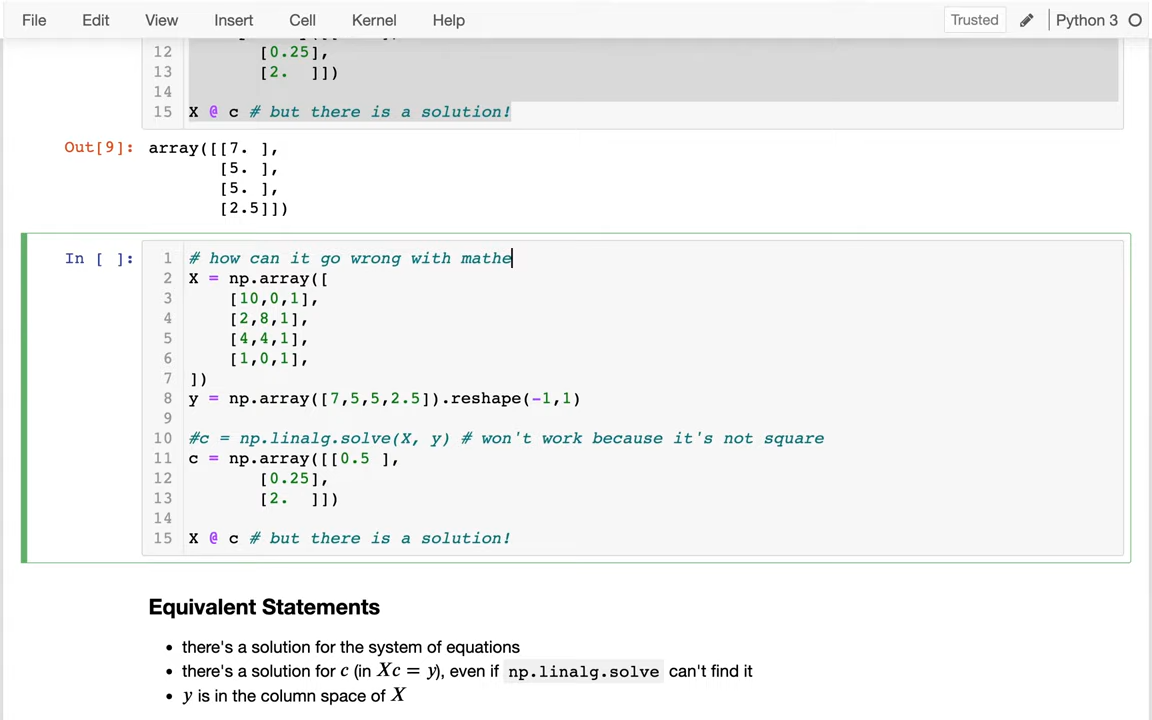 File Edit View Insert Cell Kernel Help Trusted Python 3
12 [0.25],
13 [2. ]])
14
15 X @ c # but there is a solution!
Out[9]: array([[7. ],
[5. ],
[5. ],
[2.5]])
In [ ]: 1 # how can it go wrong with mathe
2 X = np.array([
3 [10,0,1],
4 [2,8,1],
5 [4,4,1],
6 [1,0,1],
7 ])
8 y = np.array([7,5,5,2.5]).reshape(-1,1)
9
10 #c = np.linalg.solve(X, y) # won't work because it's not square
11 c = np.array([[0.5 ],
12 [0.25],
13 [2. ]])
14
15 X @ c # but there is a solution!
Equivalent Statements
• there's a solution for the system of equations
• there's a solution for c (in Xc = y), even if np.linalg.solve can't find it
• y is in the column space of X